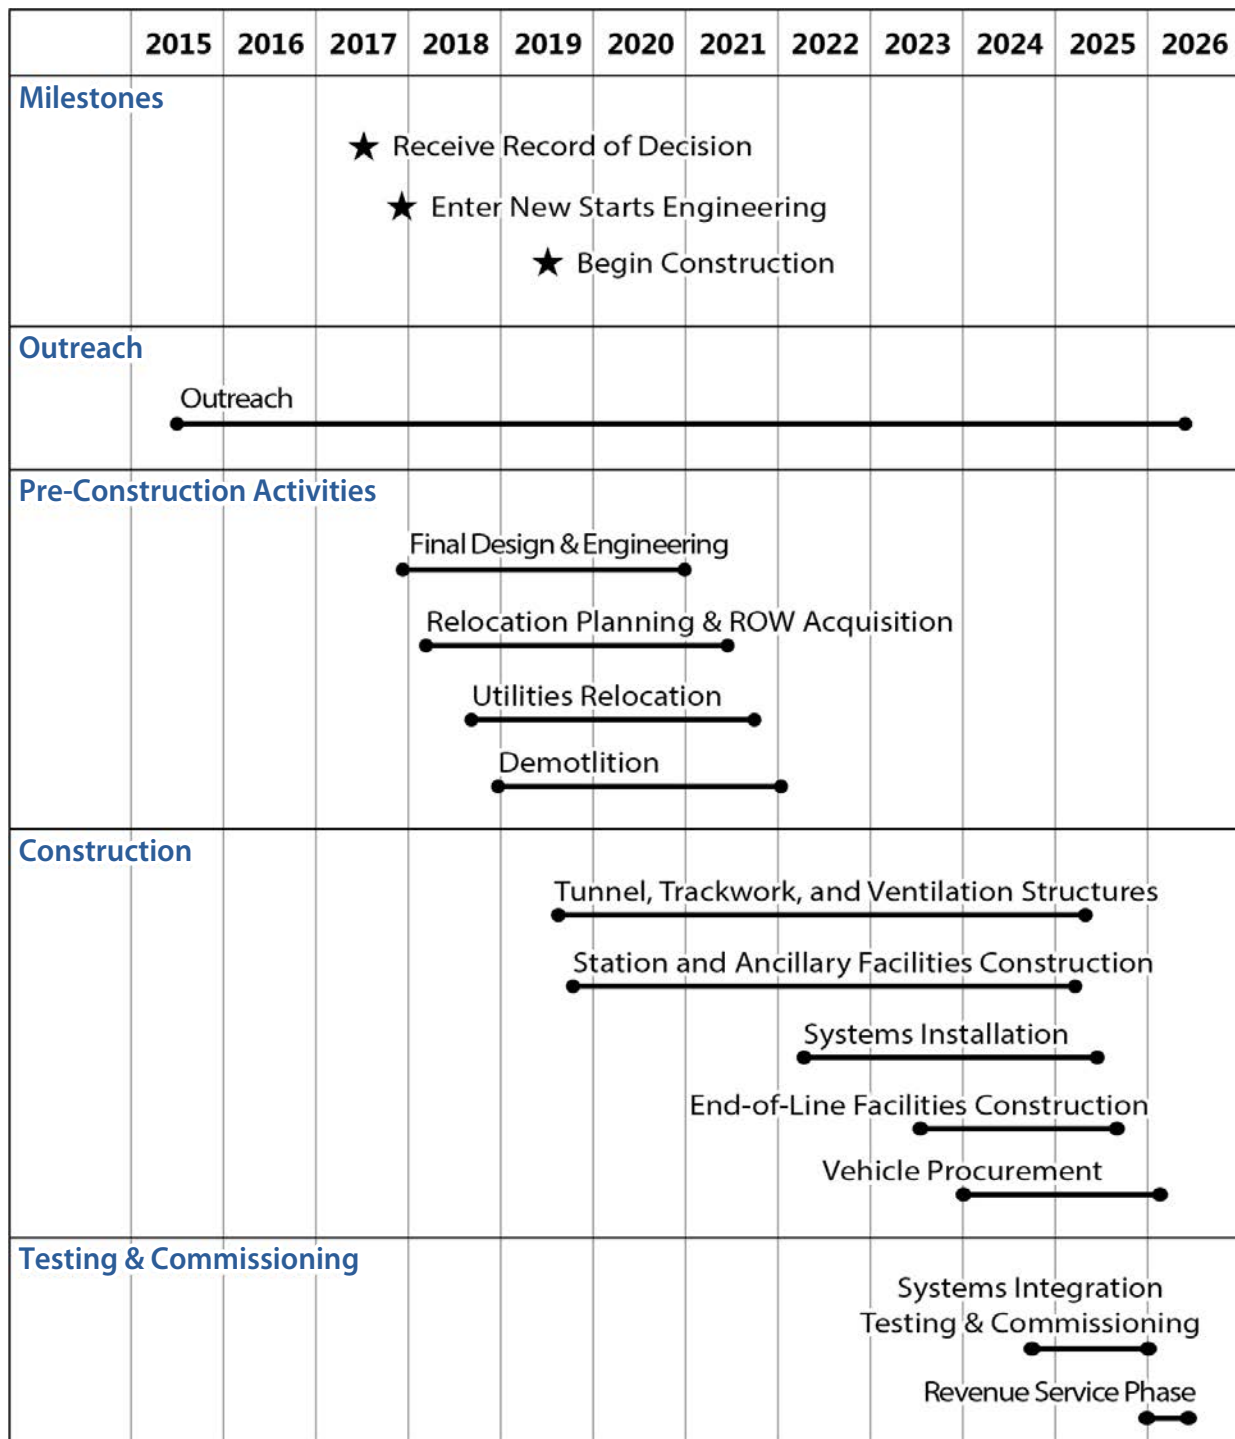 2015 2016 2017 2018 2019 2020 2021 2022 2023 2024 2025 2026
Milestones
Receive Record of Decision
Enter New Starts Engineering
Begin Construction
Outreach
Outreach
Pre-Construction Activities
Final Design & Engineering
Relocation Planning & ROW Acquisition
Utilities Relocation
Demotlition
Construction
Tunnel, Trackwork, and Ventilation Structures
Station and Ancillary Facilities Construction
Systems Installation
End-of-Line Facilities Construction
Vehicle Procurement
Testing & Commissioning
Systems Integration
Testing & Commissioning
Revenue Service Phase